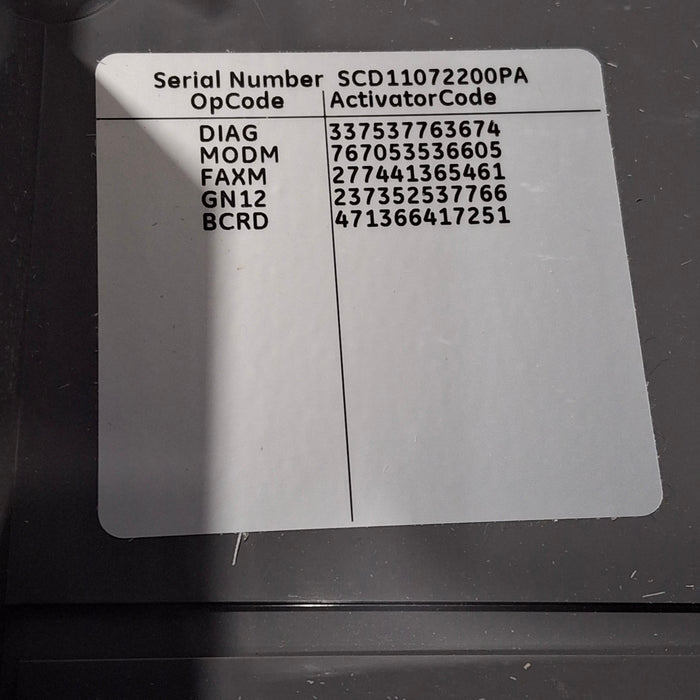 Serial Number SCD11072200PA
OpCode ActivatorCode
DIAG 337537763674
MODM 767053536605
FAXM 277441365461
GN12 237352537766
BCRD 471366417251